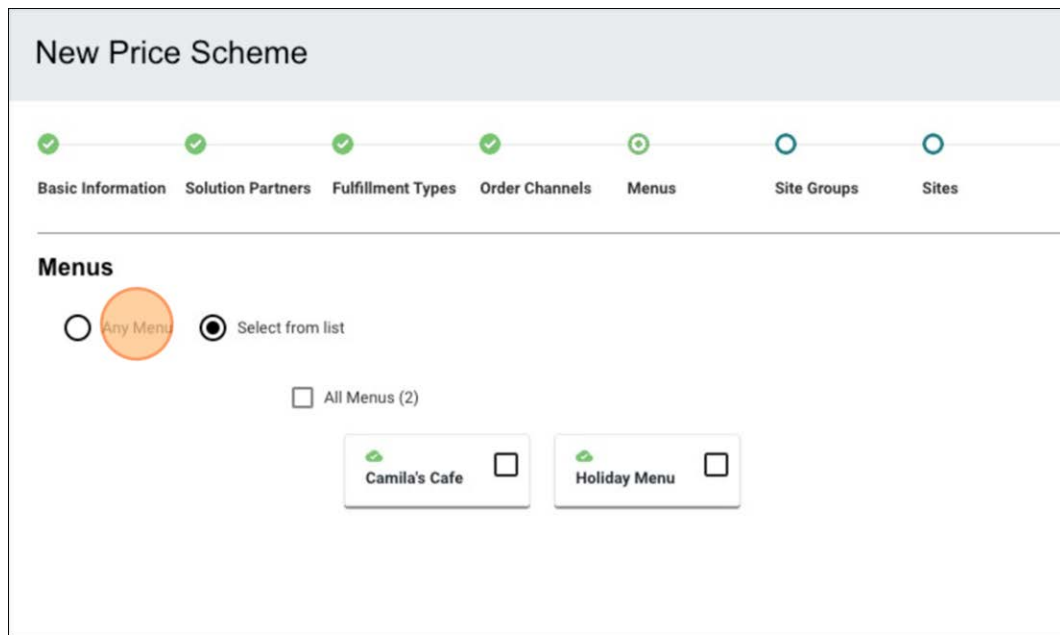 New Price Scheme
Basic Information Solution Partners Fulfillment Types Order Channels Menus Site Groups Sites
Menus
Any Menu Select from list
All Menus (2)
Camila's Cafe Holiday Menu